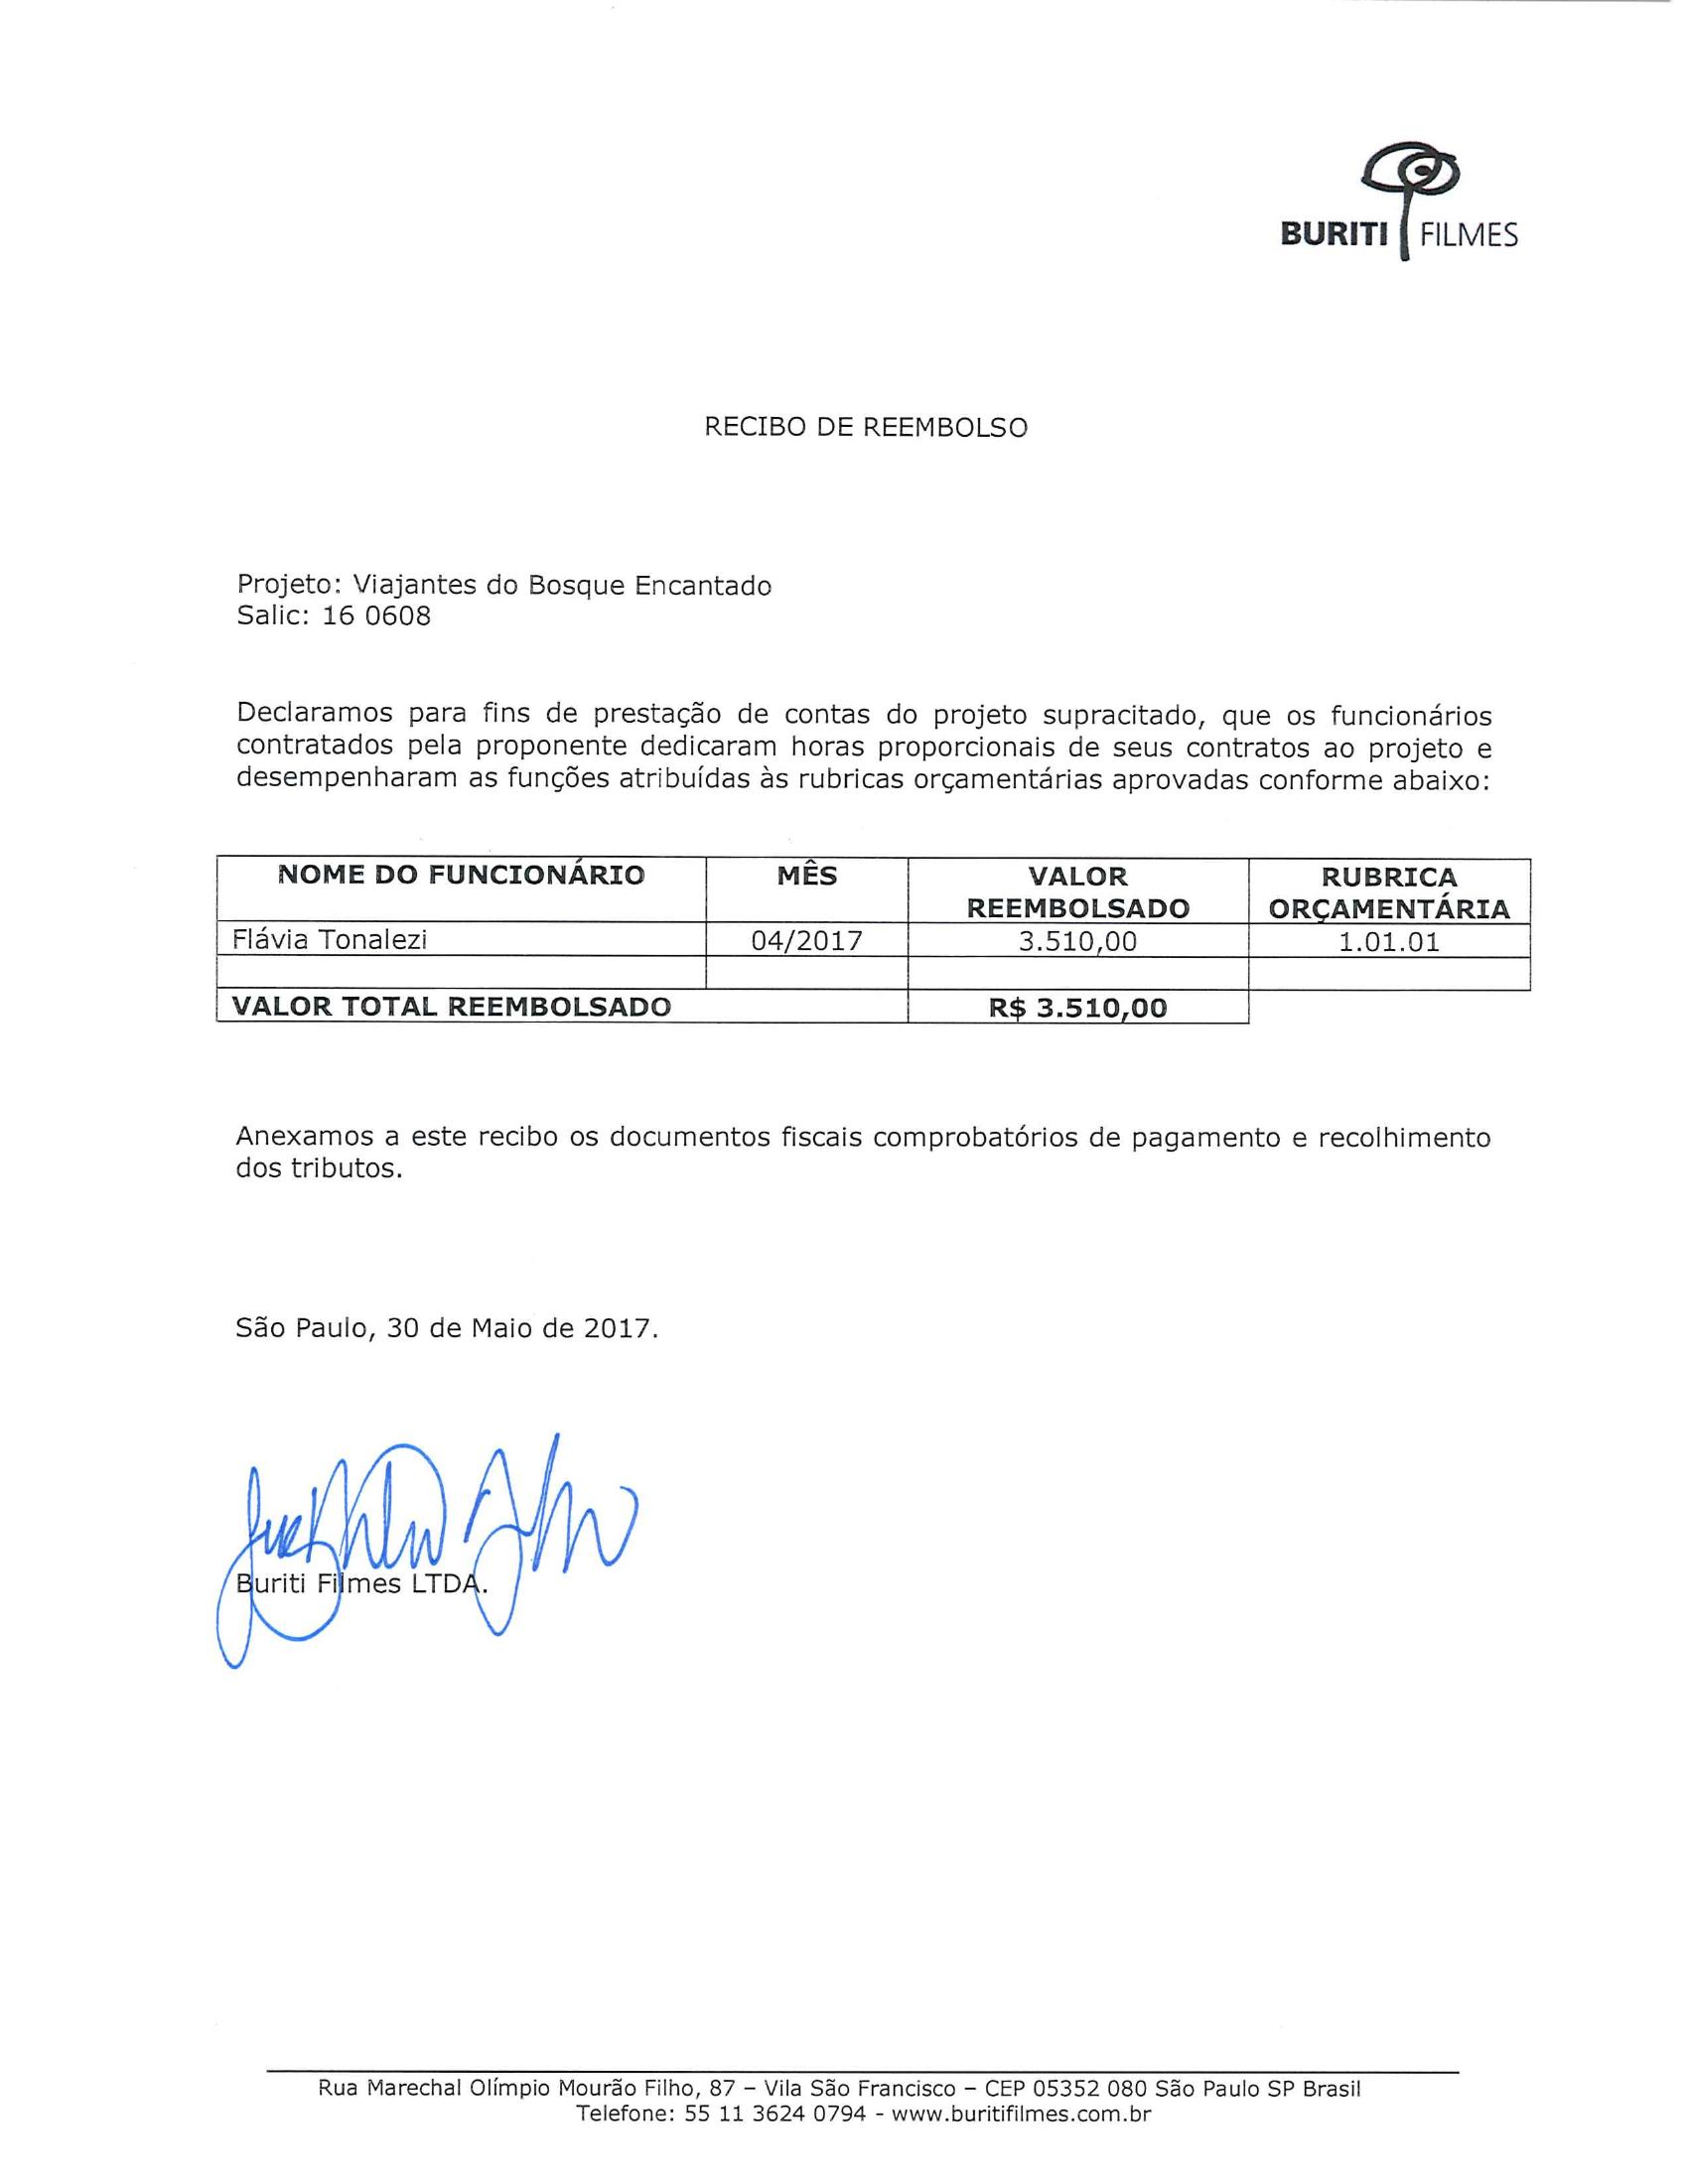 BURITI FILMES
RECIBO DE REEMBOLSO
Projeto: Viajantes do Bosque Encantado
Salic: 16 0608
Declaramos para fins de prestação de contas do projeto supracitado, que os funcionários
contratados pela proponente dedicaram horas proporcionais de seus contratos ao projeto e
desempenharam as funções atribuídas às rubricas orçamentárias aprovadas conforme abaixo:
NOME DO FUNCIONÁRIO MÊS VALOR REEMBOLSADO RUBRICA ORÇAMENTÁRIA
Flávia Tonalezi 04/2017 3.510,00 1.01.01
VALOR TOTAL REEMBOLSADO R$ 3.510,00
Anexamos a este recibo os documentos fiscais comprobatórios de pagamento e recolhimento
dos tributos.
São Paulo, 30 de Maio de 2017.
Buriti Filmes LTDA.
Rua Marechal Olímpio Mourão Filho, 87 – Vila São Francisco – CEP 05352 080 São Paulo SP Brasil
Telefone: 55 11 3624 0794 - www.buritifilmes.com.br